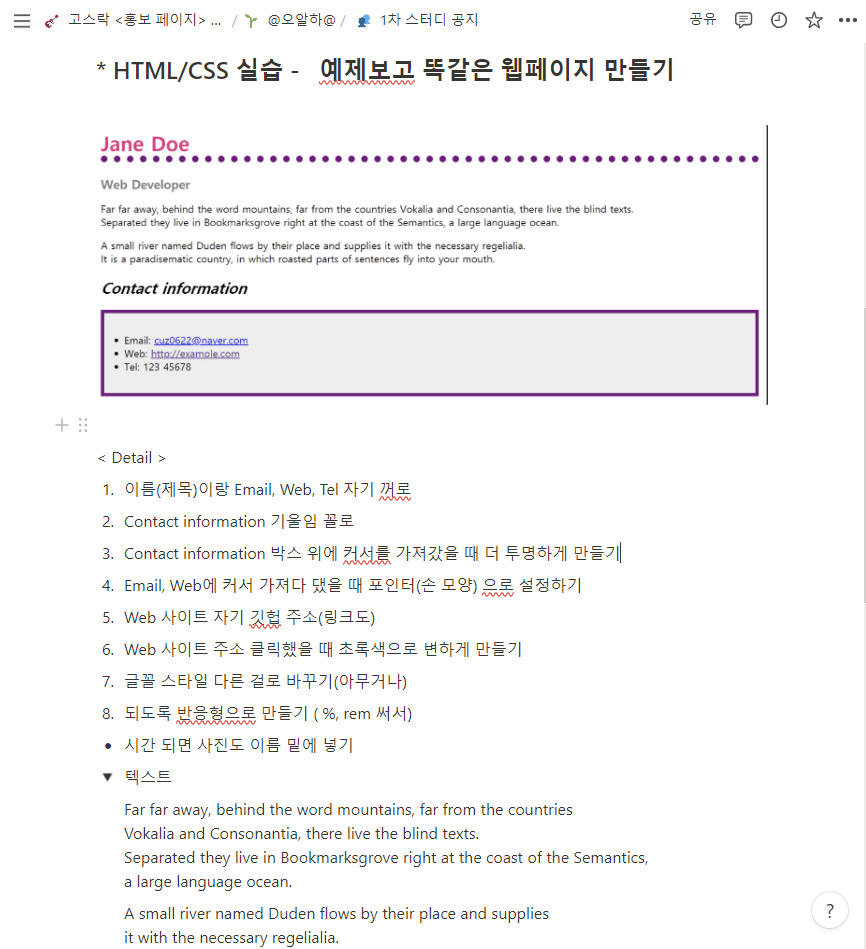 고스락 <홍보 페이지> ... / @오알하@ / 1차 스터디 공지 공유
* HTML/CSS 실습 - 예제보고 똑같은 웹페이지 만들기
Jane Doe
Web Developer
Far far away, behind the word mountains, far from the countries Vokalia and Consonantia, there live the blind texts.
Separated they live in Bookmarksgrove right at the coast of the Semantics, a large language ocean.
A small river named Duden flows by their place and supplies it with the necessary regelialia.
It is a paradisematic country, in which roasted parts of sentences fly into your mouth.
Contact information
• Email: cuz0622@naver.com
• Web: http://example.com
• Tel: 123 45678
< Detail >
1. 이름(제목)이랑 Email, Web, Tel 자기 꺼로
2. Contact information 기울임 꼴로
3. Contact information 박스 위에 커서를 가져갔을 때 더 투명하게 만들기
4. Email, Web에 커서 가져다 댔을 때 포인터(손 모양) 으로 설정하기
5. Web 사이트 자기 깃헙 주소(링크도)
6. Web 사이트 주소 클릭했을 때 초록색으로 변하게 만들기
7. 글꼴 스타일 다른 걸로 바꾸기(아무거나)
8. 되도록 반응형으로 만들기 ( %, rem 써서)
• 시간 되면 사진도 이름 밑에 넣기
▼ 텍스트
Far far away, behind the word mountains, far from the countries
Vokalia and Consonantia, there live the blind texts.
Separated they live in Bookmarksgrove right at the coast of the Semantics,
a large language ocean.
A small river named Duden flows by their place and supplies
it with the necessary regelialia.
?